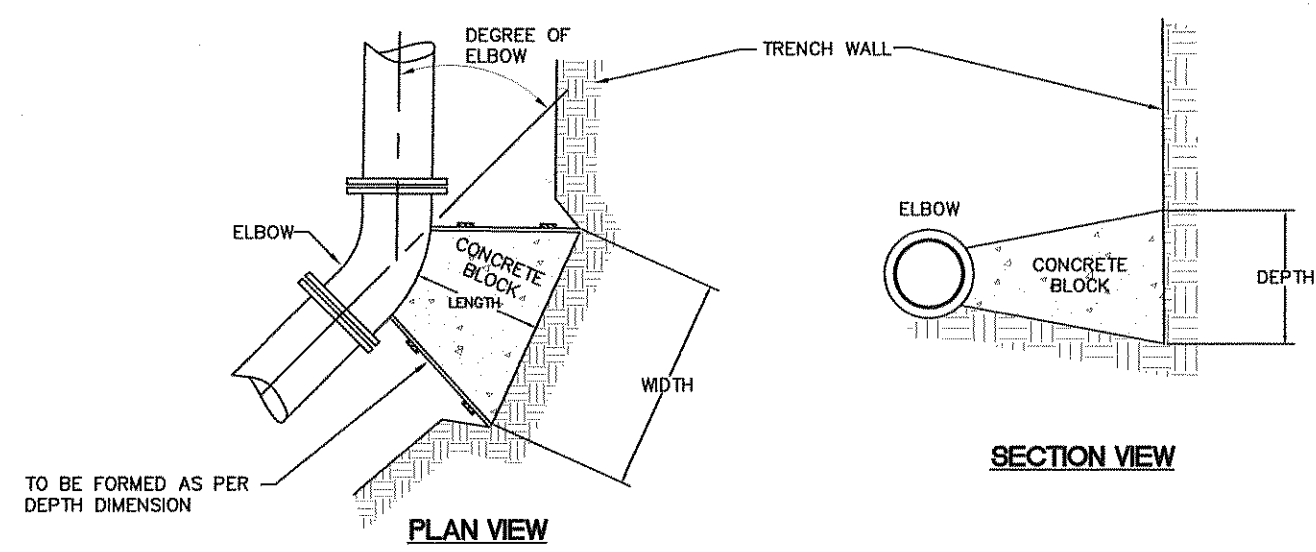 DEGREE OF
ELBOW
TRENCH WALL
ELBOW
CONCRETE
BLOCK
LENGTH
WIDTH
TO BE FORMED AS PER
DEPTH DIMENSION
PLAN VIEW
ELBOW
CONCRETE
BLOCK
DEPTH
SECTION VIEW